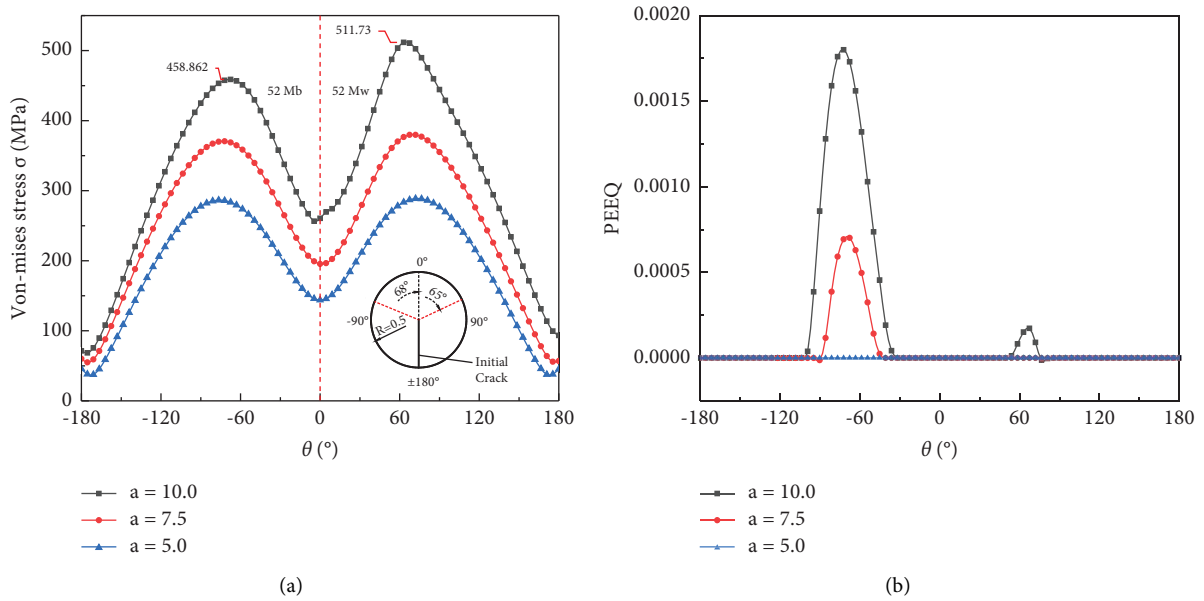 500
400
300
200
100
0
Von-mises stress σ (MPa)
458.862
511.73
52 Mb
52 Mw
0°
68°
65°
-90°
90°
R=0.5
Initial
Crack
±180°
-180 -120 -60 0 60 120 180
θ (°)
a = 10.0
a = 7.5
a = 5.0
(a)
0.0020
0.0015
0.0010
0.0005
0.0000
PEEQ
-180 -120 -60 0 60 120 180
θ (°)
a = 10.0
a = 7.5
a = 5.0
(b)